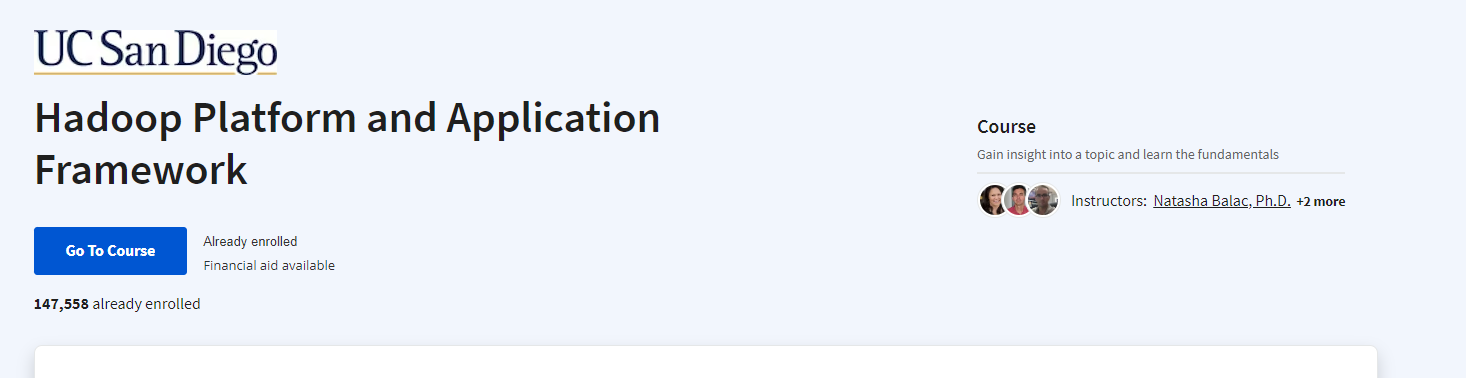 UC San Diego
Hadoop Platform and Application
Framework
Go To Course
Already enrolled
Financial aid available
147,558 already enrolled
Course
Gain insight into a topic and learn the fundamentals
Instructors: Natasha Balac, Ph.D. +2 more